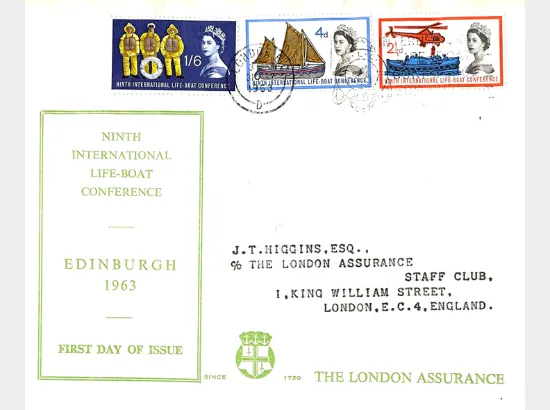 1/6
NINTH INTERNATIONAL LIFE-BOAT CONFERENCE
4d
NINTH INTERNATIONAL LIFE-BOAT CONFERENCE
2½d
NINTH INTERNATIONAL LIFE-BOAT CONFERENCE
LONDON
1963
D
NINTH
INTERNATIONAL
LIFE-BOAT
CONFERENCE
EDINBURGH
1963
FIRST DAY OF ISSUE
J.T.HIGGINS,ESQ.,
℅ THE LONDON ASSURANCE
STAFF CLUB,
1,KING WILLIAM STREET,
LONDON,E.C.4,ENGLAND.
SINCE 1720 THE LONDON ASSURANCE